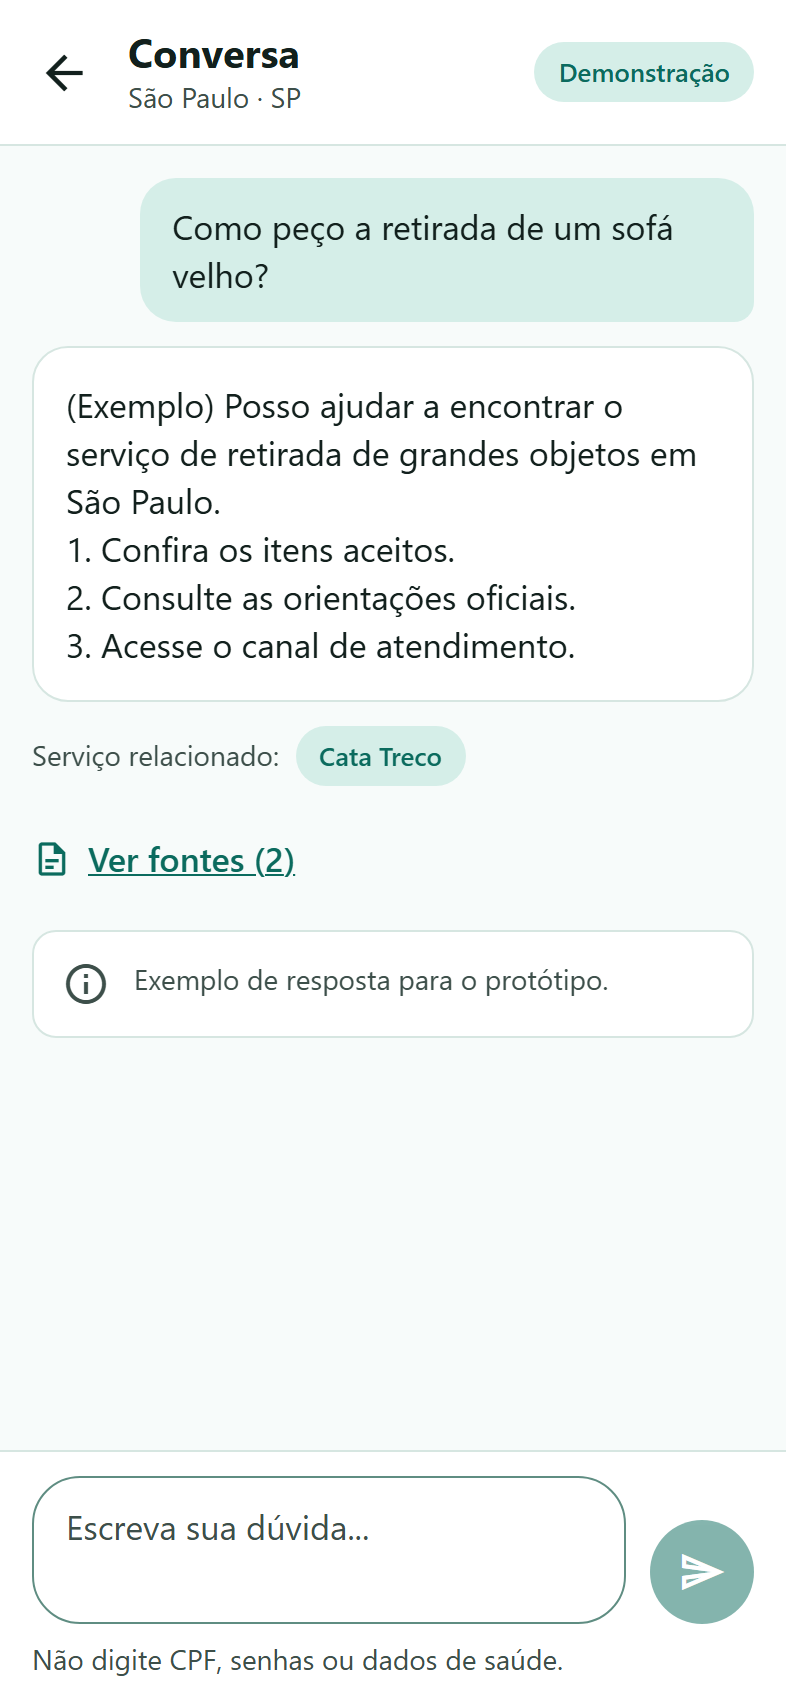 Conversa
São Paulo · SP
Demonstração
Como peço a retirada de um sofá
velho?
(Exemplo) Posso ajudar a encontrar o
serviço de retirada de grandes objetos em
São Paulo.
1. Confira os itens aceitos.
2. Consulte as orientações oficiais.
3. Acesse o canal de atendimento.
Serviço relacionado: Cata Treco
Ver fontes (2)
Exemplo de resposta para o protótipo.
Escreva sua dúvida...
Não digite CPF, senhas ou dados de saúde.